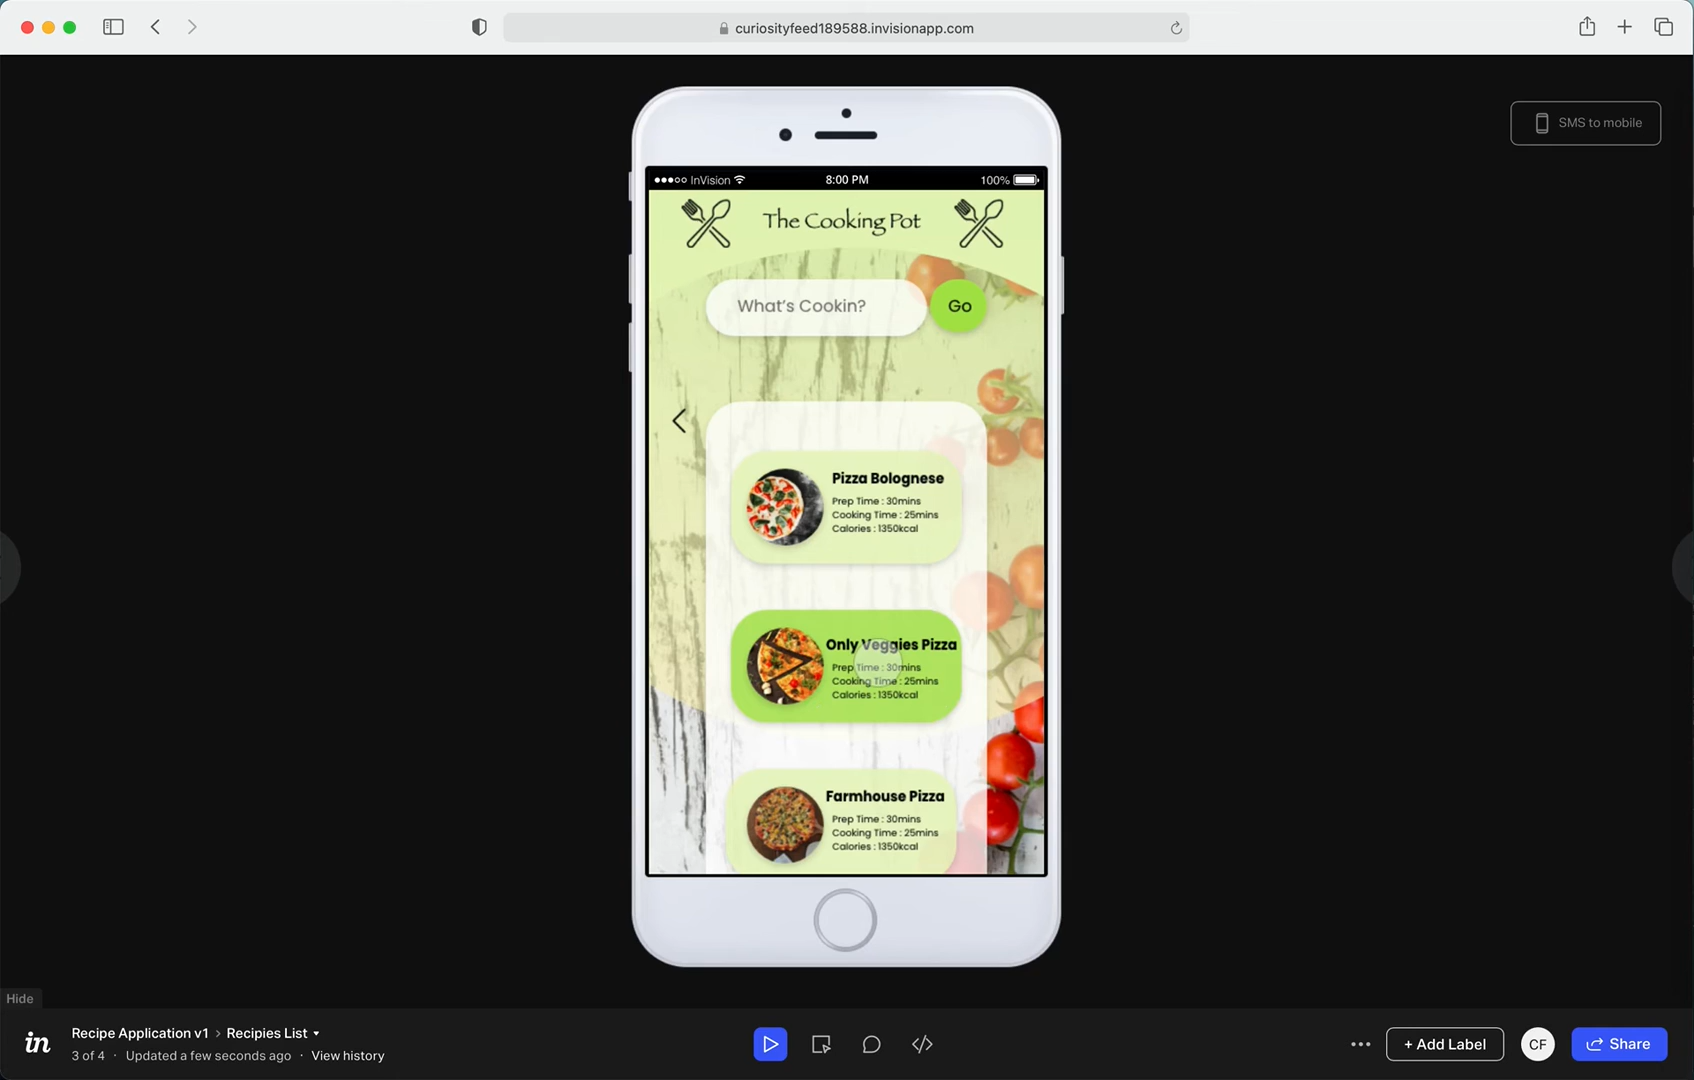 curiosityfeed189588.invisionapp.com
SMS to mobile
InVision
8:00 PM
100%
The Cooking Pot
What's Cookin?
Go
Pizza Bolognese
Prep Time : 30mins
Cooking Time : 25mins
Calories : 1350kcal
Only Veggies Pizza
Prep Time : 30mins
Cooking Time : 25mins
Calories : 1350kcal
Farmhouse Pizza
Prep Time : 30mins
Cooking Time : 25mins
Calories : 1350kcal
Hide
in
Recipe Application v1 > Recipies List
3 of 4 · Updated a few seconds ago · View history
+ Add Label
CF
Share